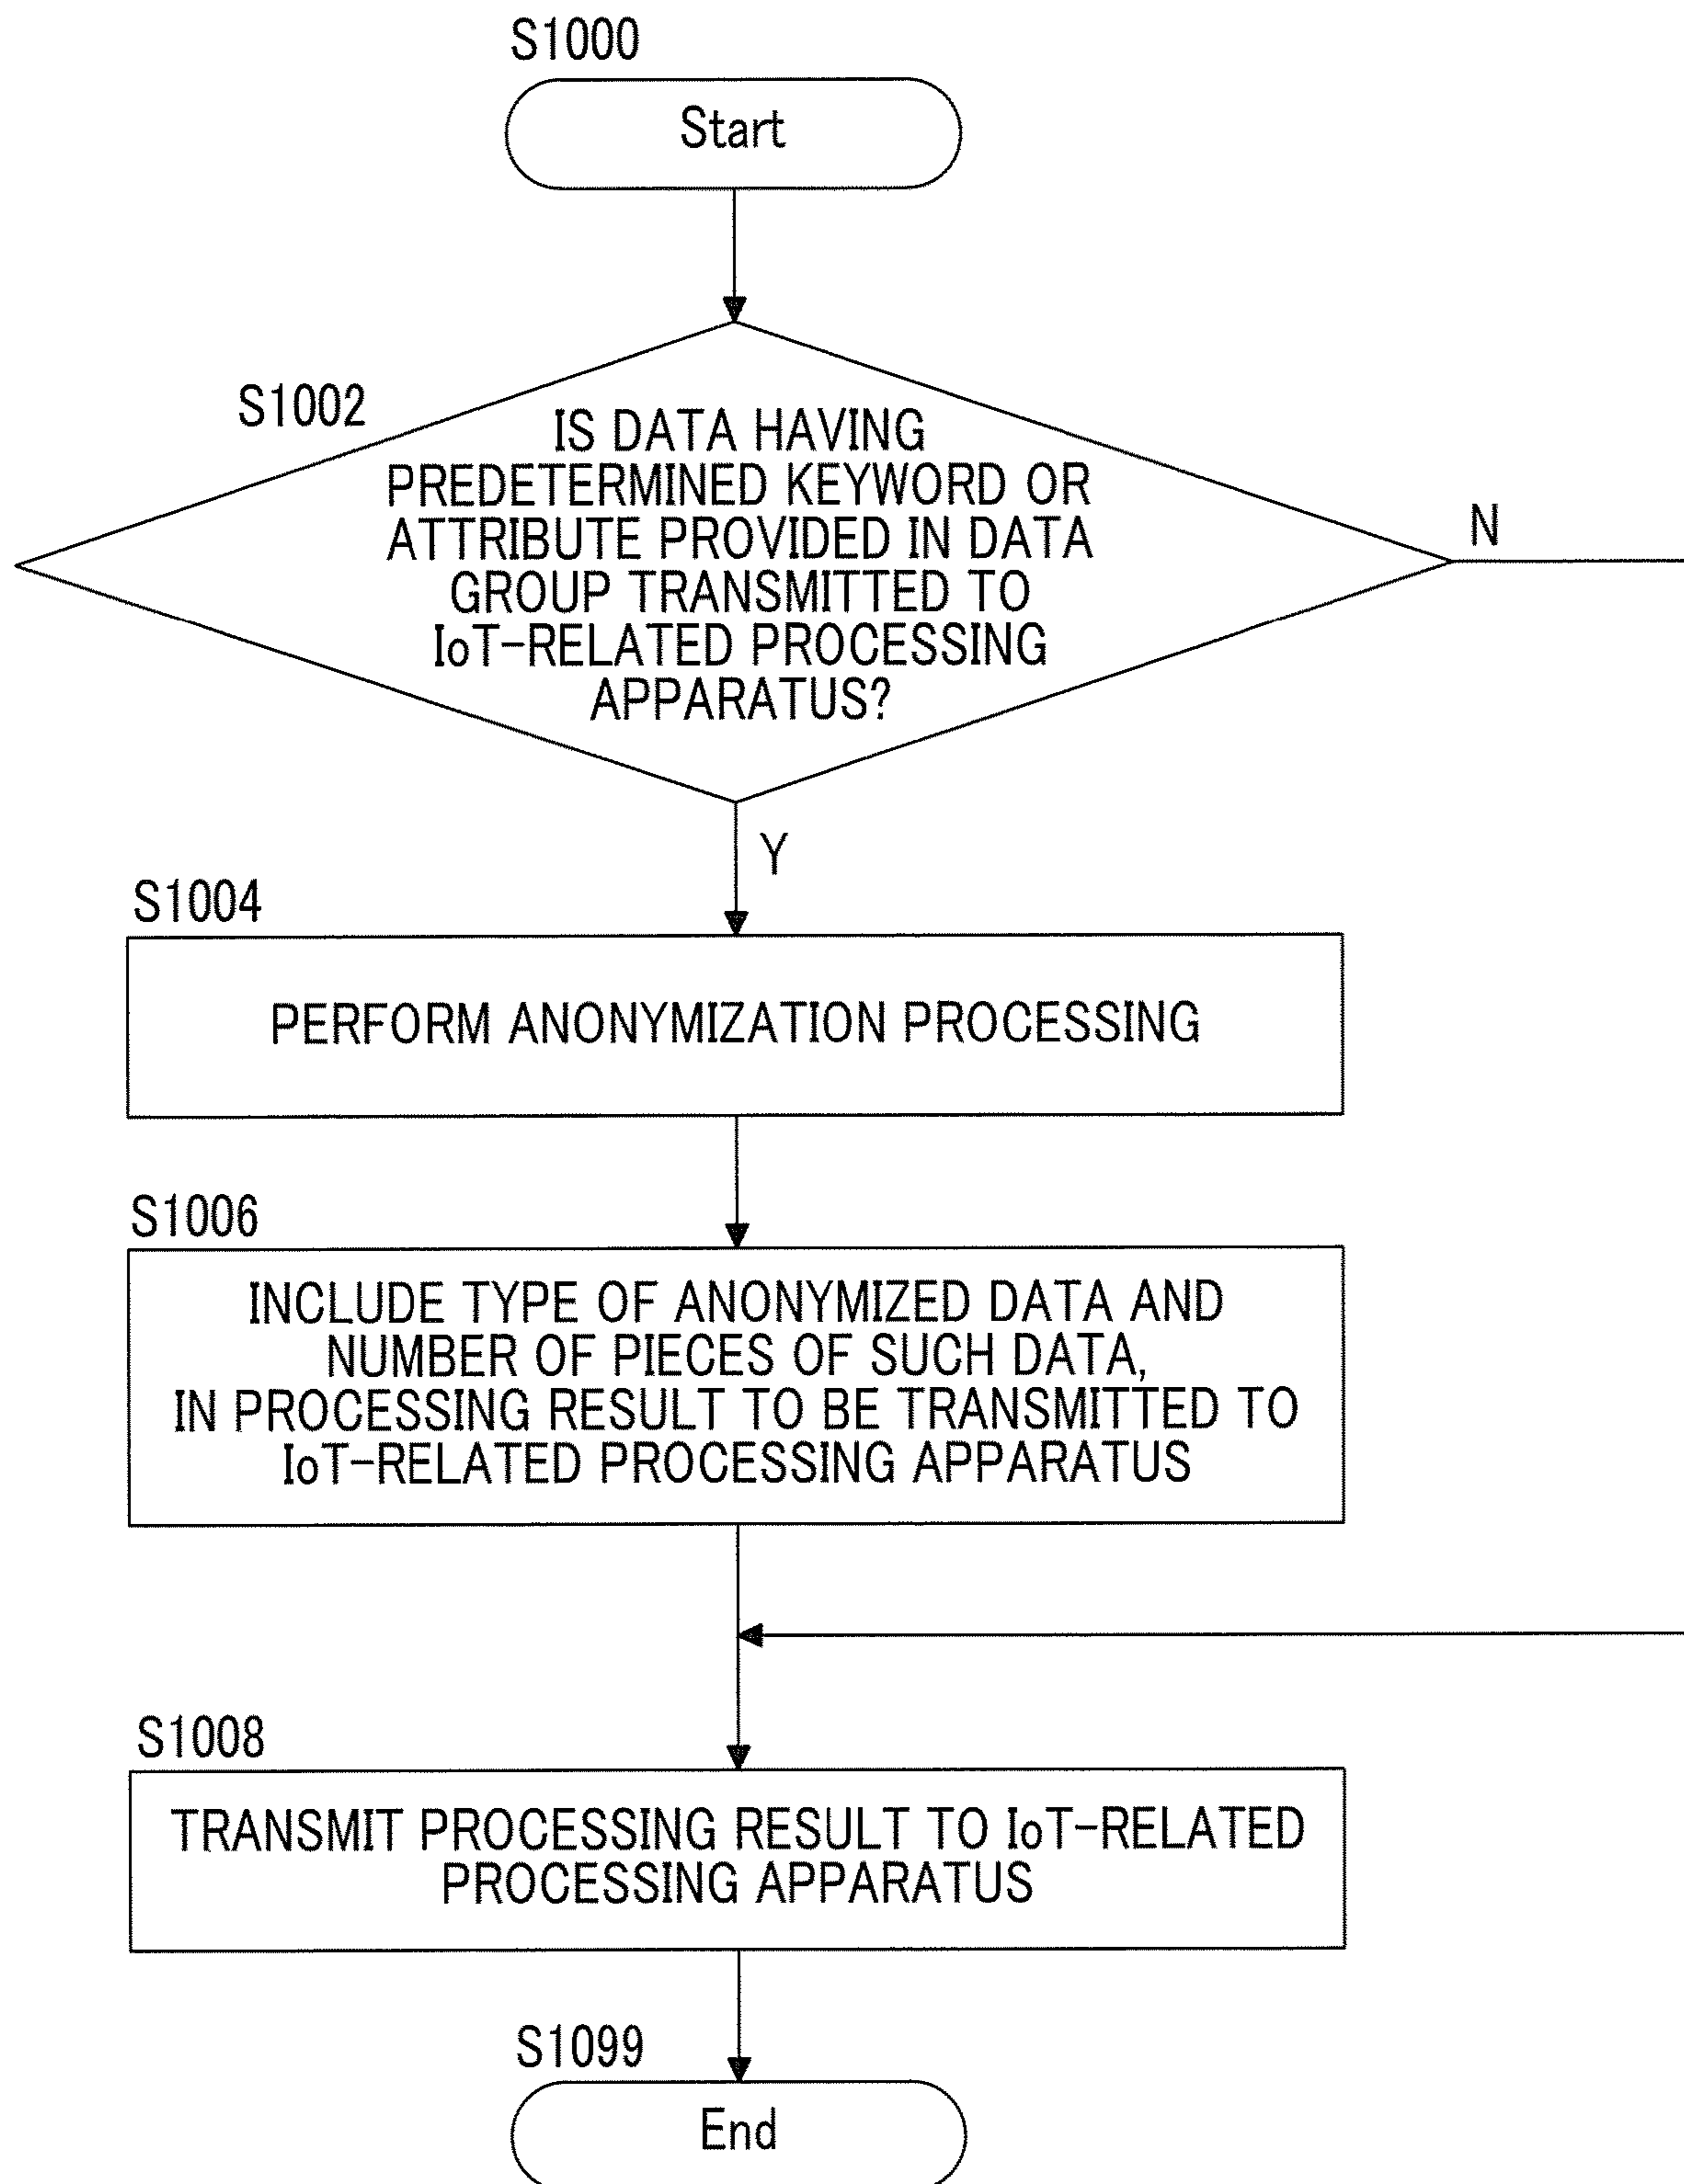 S1000
Start
S1002
IS DATA HAVING
PREDETERMINED KEYWORD OR
ATTRIBUTE PROVIDED IN DATA
GROUP TRANSMITTED TO
IoT-RELATED PROCESSING
APPARATUS?
N
Y
S1004
PERFORM ANONYMIZATION PROCESSING
S1006
INCLUDE TYPE OF ANONYMIZED DATA AND
NUMBER OF PIECES OF SUCH DATA,
IN PROCESSING RESULT TO BE TRANSMITTED TO
IoT-RELATED PROCESSING APPARATUS
S1008
TRANSMIT PROCESSING RESULT TO IoT-RELATED
PROCESSING APPARATUS
S1099
End